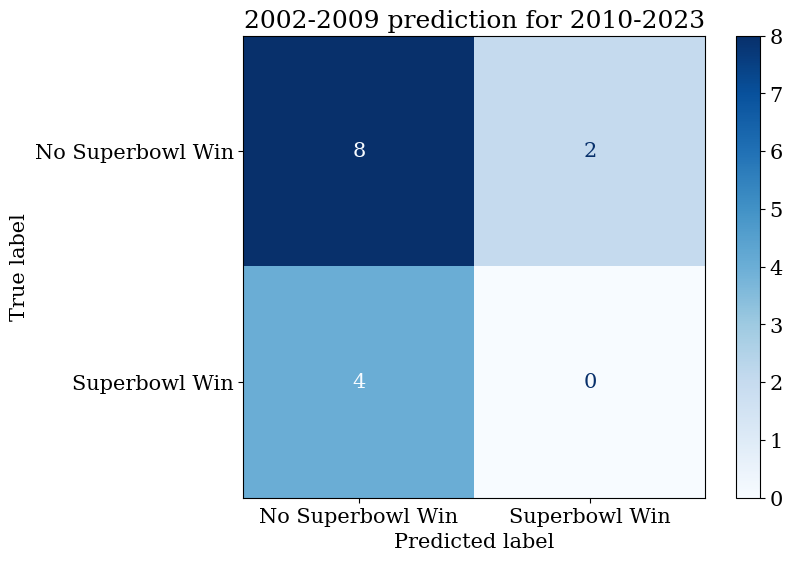 2002-2009 prediction for 2010-2023
8
7
6
5
4
3
2
1
0
No Superbowl Win
8
2
Superbowl Win
4
0
True label
No Superbowl Win
Superbowl Win
Predicted label